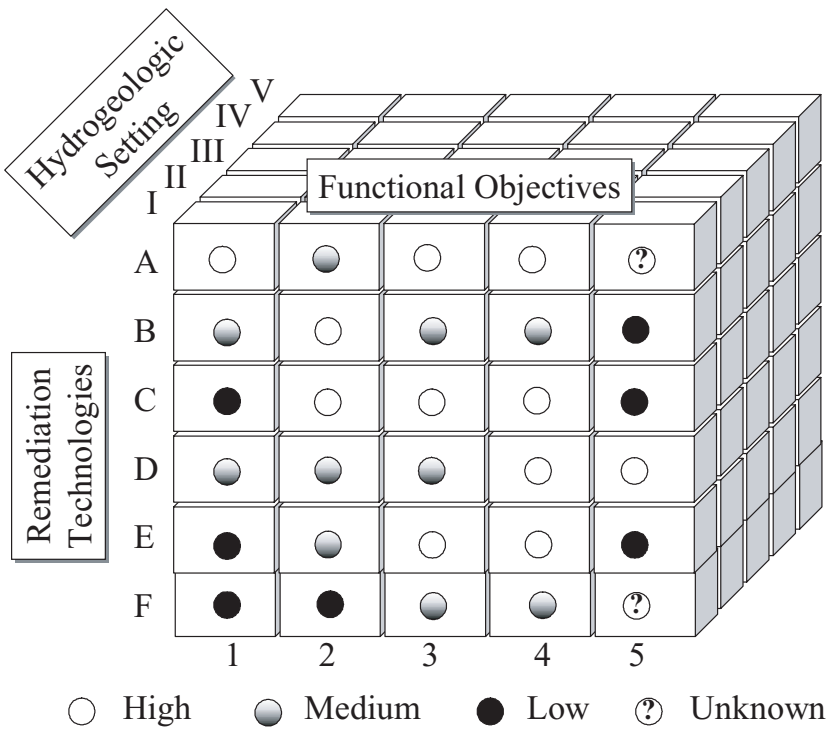 Hydrogeologic
Setting
V
IV
III
II
I
Functional Objectives
A
?
B
Remediation
Technologies
C
D
E
F
?
1 2 3 4 5
High Medium Low ? Unknown